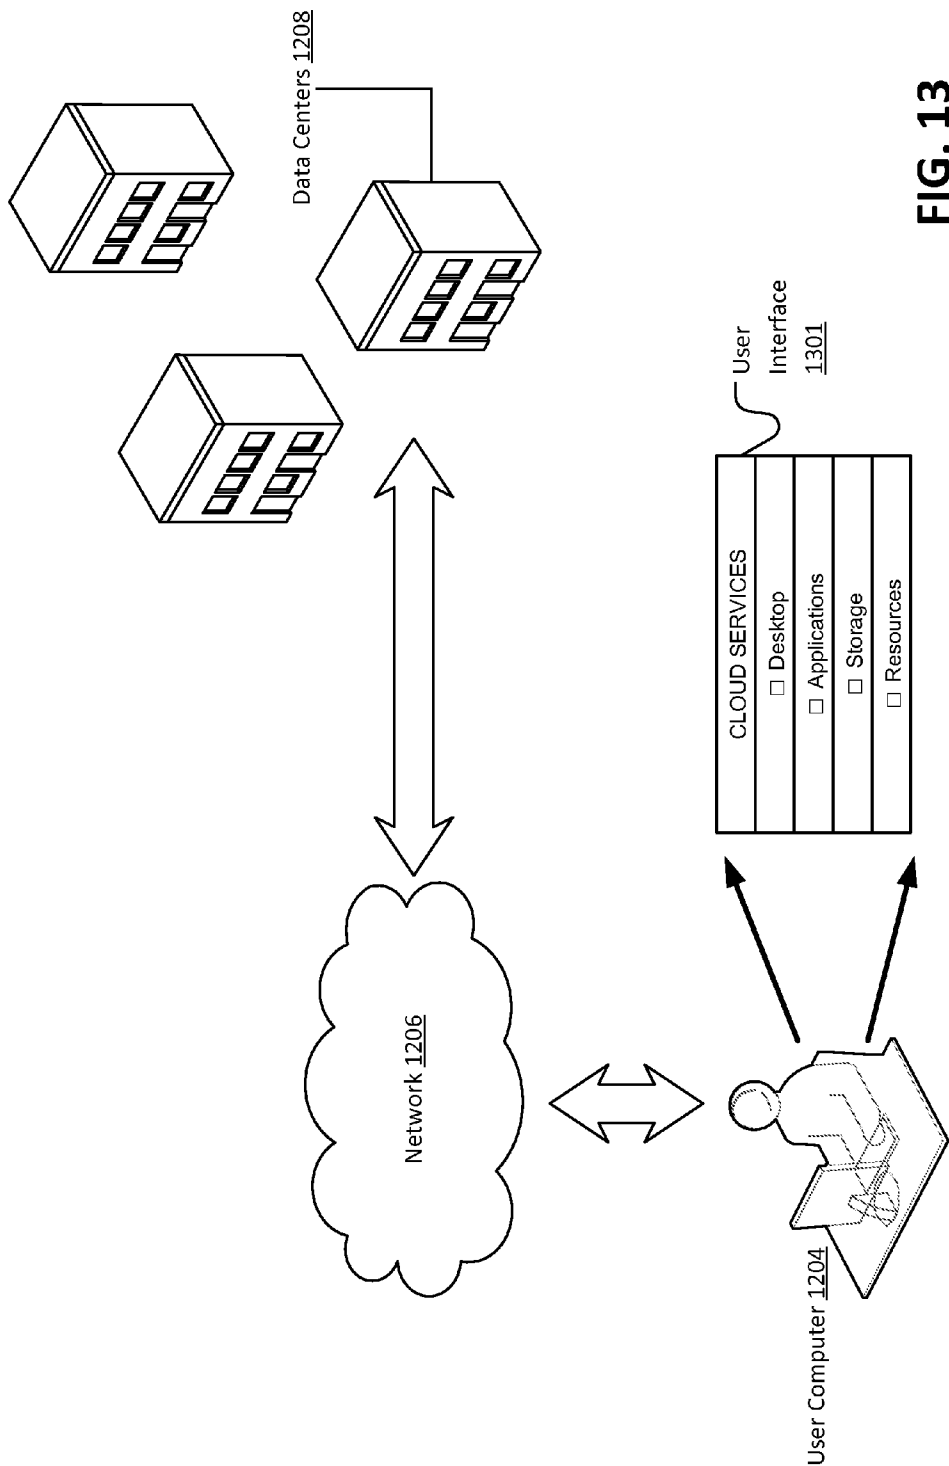 Data Centers 1208
Network 1206
User Computer 1204
CLOUD SERVICES
☐ Desktop
☐ Applications
☐ Storage
☐ Resources
User
Interface
1301
FIG. 13